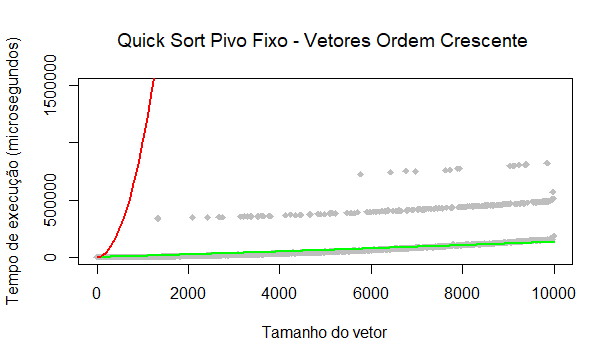 Quick Sort Pivo Fixo - Vetores Ordem Crescente
Tempo de execução (microsegundos)
1500000
500000
0
0 2000 4000 6000 8000 10000
Tamanho do vetor